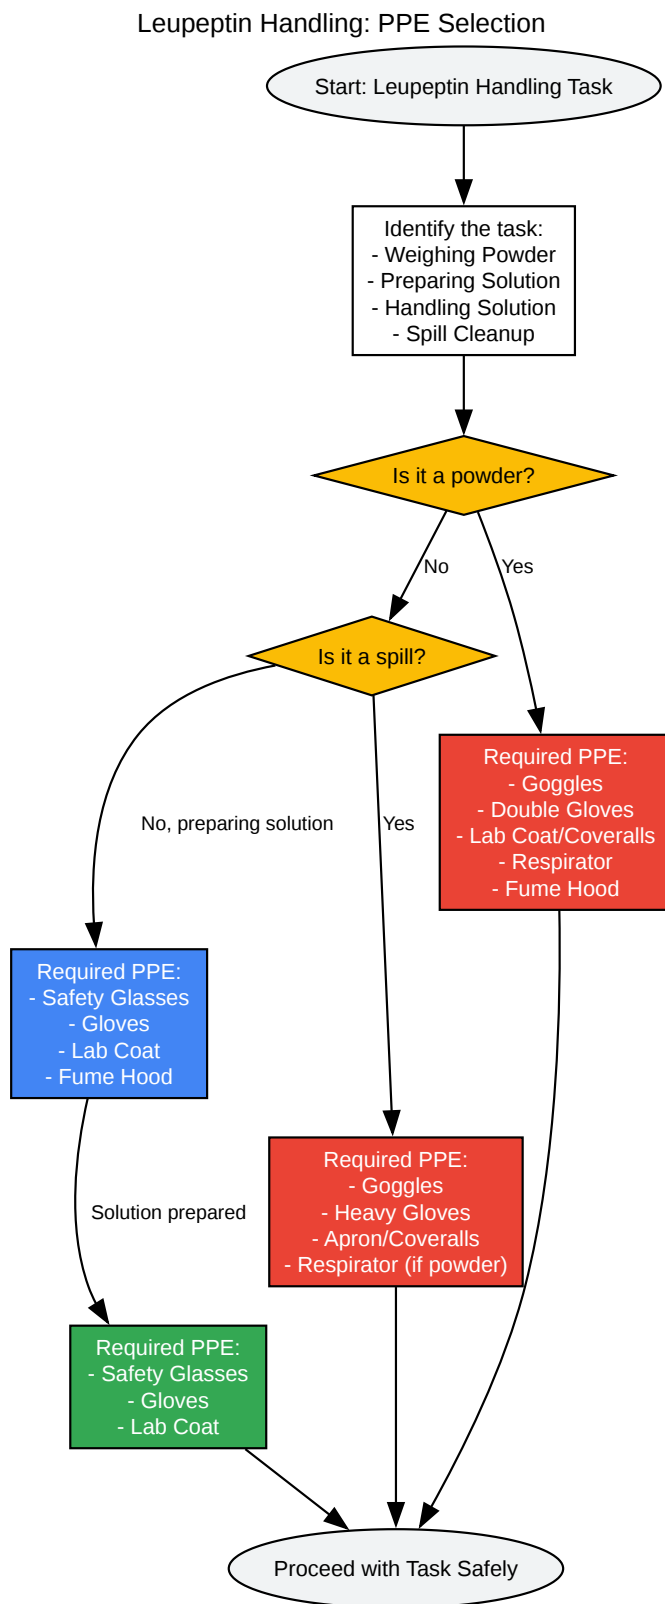 Leupeptin Handling: PPE Selection
Start: Leupeptin Handling Task
Identify the task:
- Weighing Powder
- Preparing Solution
- Handling Solution
- Spill Cleanup
Is it a powder?
No
Yes
Is it a spill?
Required PPE:
- Goggles
- Double Gloves
- Lab Coat/Coveralls
- Respirator
- Fume Hood
No, preparing solution
Yes
Required PPE:
- Safety Glasses
- Gloves
- Lab Coat
- Fume Hood
Required PPE:
- Goggles
- Heavy Gloves
- Apron/Coveralls
- Respirator (if powder)
Solution prepared
Required PPE:
- Safety Glasses
- Gloves
- Lab Coat
Proceed with Task Safely